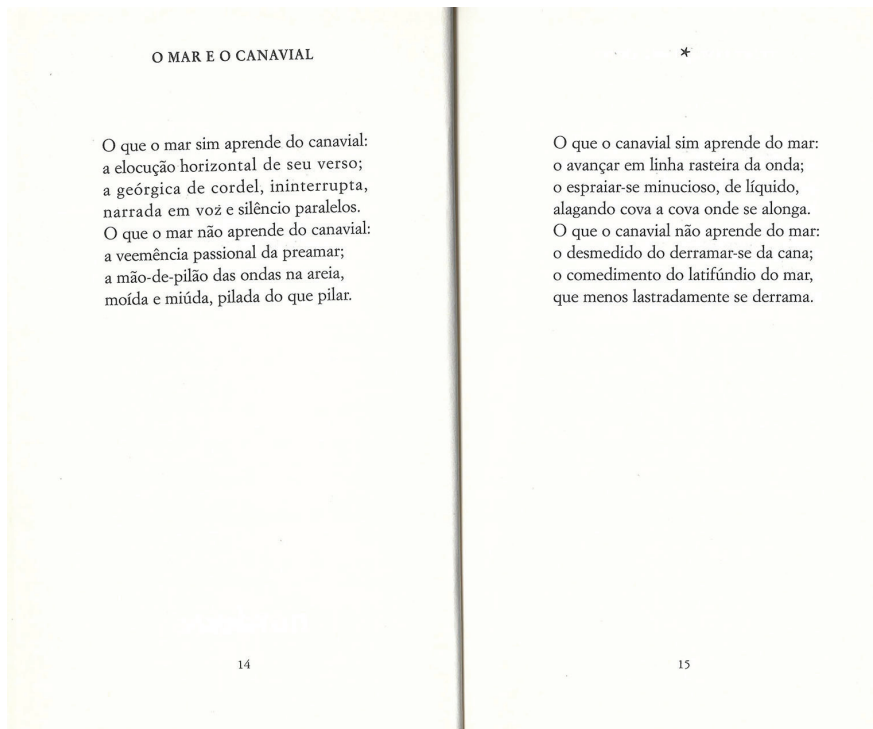 O MAR E O CANAVIAL
O que o mar sim aprende do canavial:
a elocução horizontal de seu verso;
a geórgica de cordel, ininterrupta,
narrada em voz e silêncio paralelos.
O que o mar não aprende do canavial:
a veemência passional da preamar;
a mão-de-pilão das ondas na areia,
moída e miúda, pilada do que pilar.
14
*
O que o canavial sim aprende do mar:
o avançar em linha rasteira da onda;
o espraiar-se minucioso, de líquido,
alagando cova a cova onde se alonga.
O que o canavial não aprende do mar:
o desmedido do derramar-se da cana;
o comedimento do latifúndio do mar,
que menos lastradamente se derrama.
15